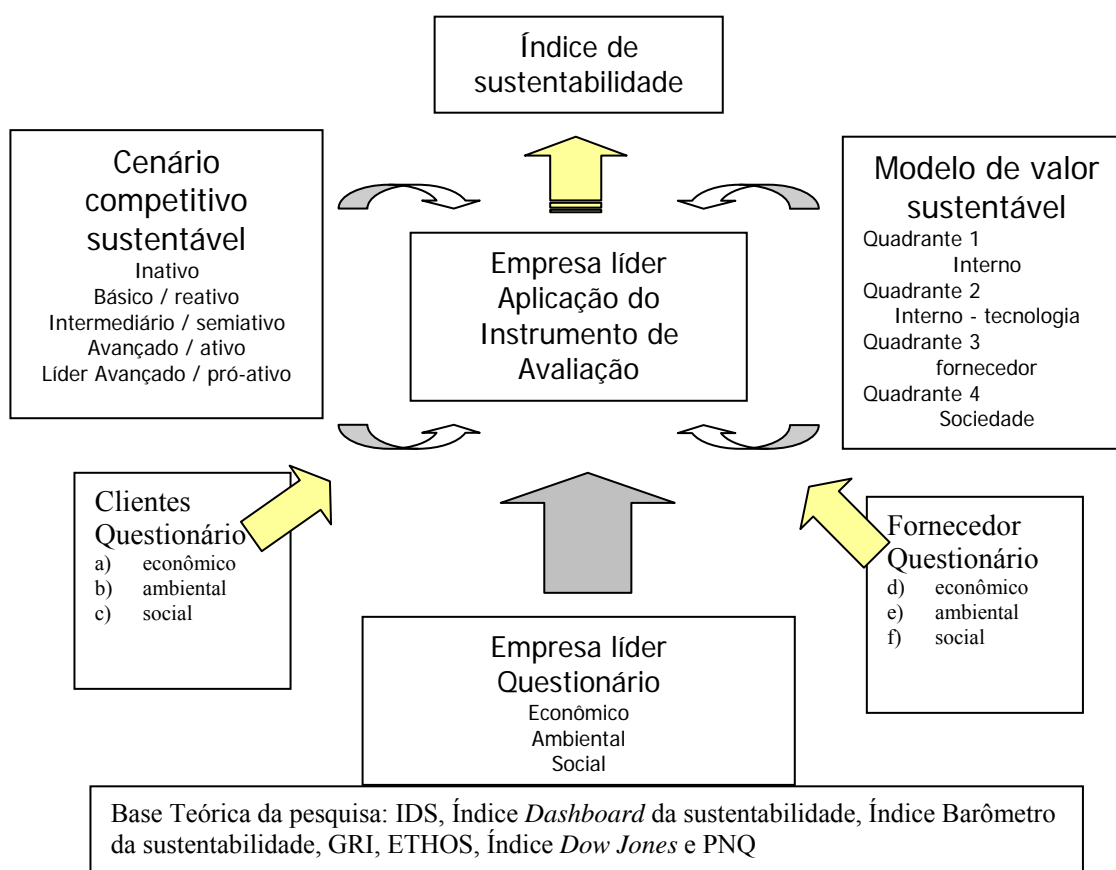 Índice de
sustentabilidade
Cenário
competitivo
sustentável
Inativo
Básico / reativo
Intermediário / semiativo
Avançado / ativo
Líder Avançado / pró-ativo
Empresa líder
Aplicação do
Instrumento de
Avaliação
Modelo de valor
sustentável
Quadrante 1
Interno
Quadrante 2
Interno - tecnologia
Quadrante 3
fornecedor
Quadrante 4
Sociedade
Clientes
Questionário
a) econômico
b) ambiental
c) social
Fornecedor
Questionário
d) econômico
e) ambiental
f) social
Empresa líder
Questionário
Econômico
Ambiental
Social
Base Teórica da pesquisa: IDS, Índice Dashboard da sustentabilidade, Índice Barômetro
da sustentabilidade, GRI, ETHOS, Índice Dow Jones e PNQ